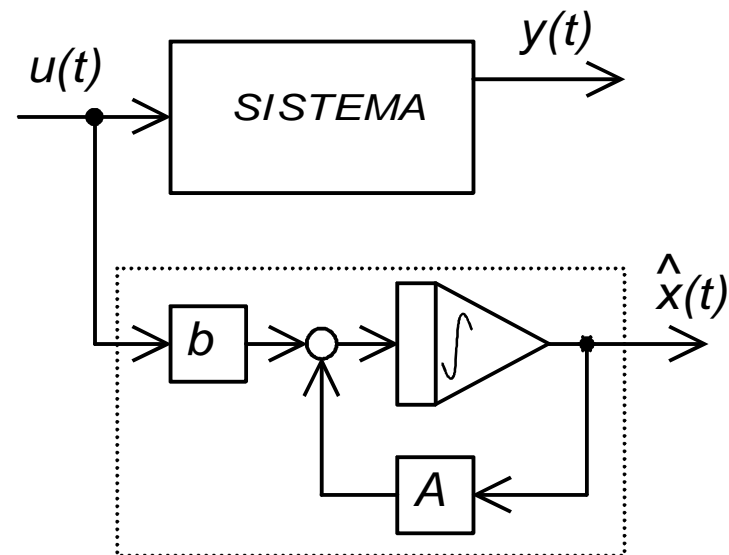 y(t)
u(t)
SISTEMA
x̂(t)
b
∫
A